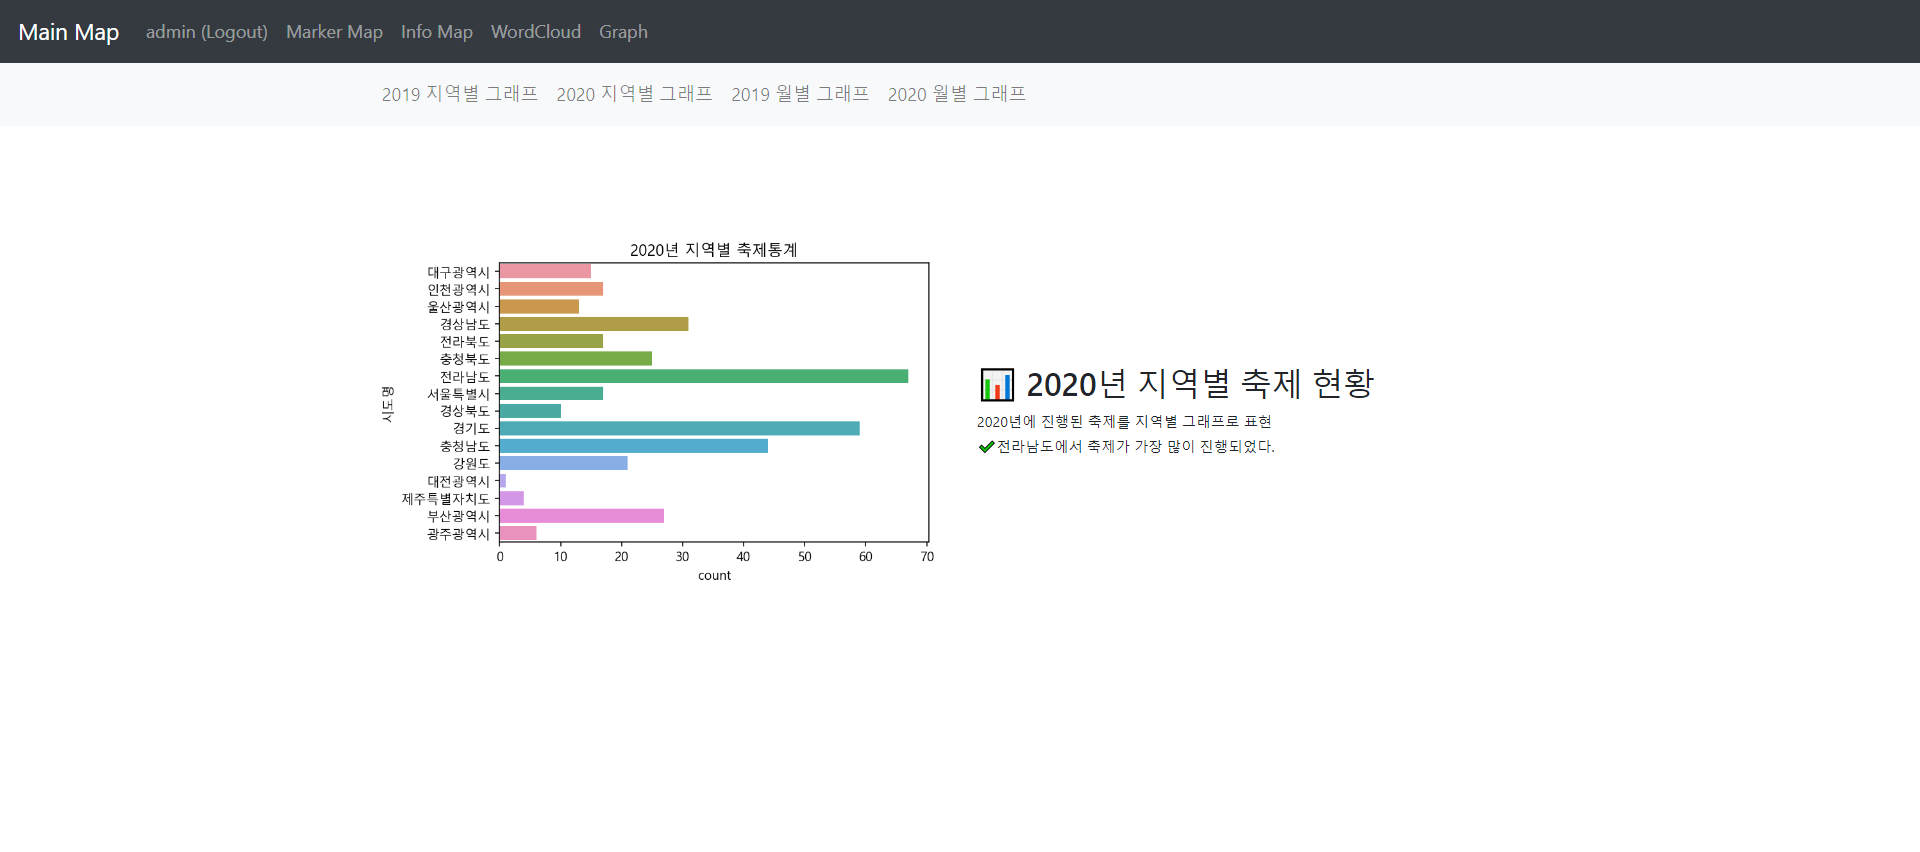 Main Map admin (Logout) Marker Map Info Map WordCloud Graph
2019 지역별 그래프 2020 지역별 그래프 2019 월별 그래프 2020 월별 그래프
2020년 지역별 축제통계
시도명
대구광역시
인천광역시
울산광역시
경상남도
전라북도
충청북도
전라남도
서울특별시
경상북도
경기도
충청남도
강원도
대전광역시
제주특별자치도
부산광역시
광주광역시
0 10 20 30 40 50 60 70
count
2020년 지역별 축제 현황
2020년에 진행된 축제를 지역별 그래프로 표현
전라남도에서 축제가 가장 많이 진행되었다.